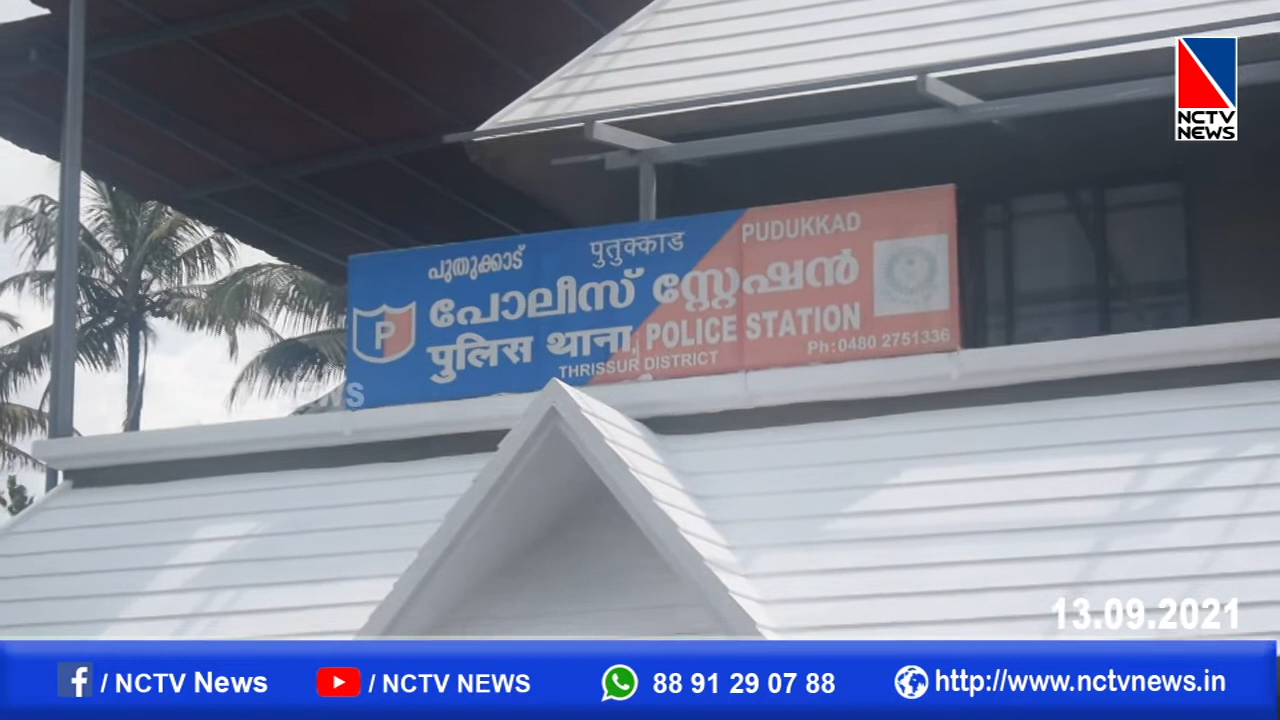 NCTV
NEWS
പുതുക്കാട് पुतुक्काड PUDUKKAD
P പോലീസ് സ്റ്റേഷൻ
पुलिस थाना, POLICE STATION
THRISSUR DISTRICT Ph:0480 2751336
13.09.2021
/ NCTV News / NCTV NEWS 88 91 29 07 88 http://www.nctvnews.in